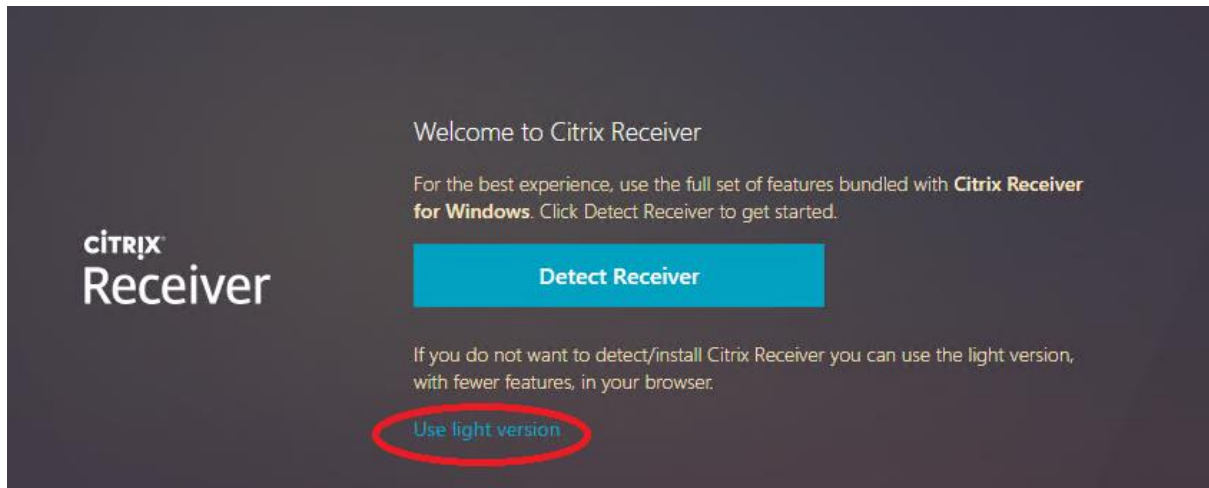 Welcome to Citrix Receiver
For the best experience, use the full set of features bundled with Citrix Receiver
for Windows. Click Detect Receiver to get started.
CİTRIX
Receiver
Detect Receiver
If you do not want to detect/install Citrix Receiver you can use the light version,
with fewer features, in your browser.
Use light version